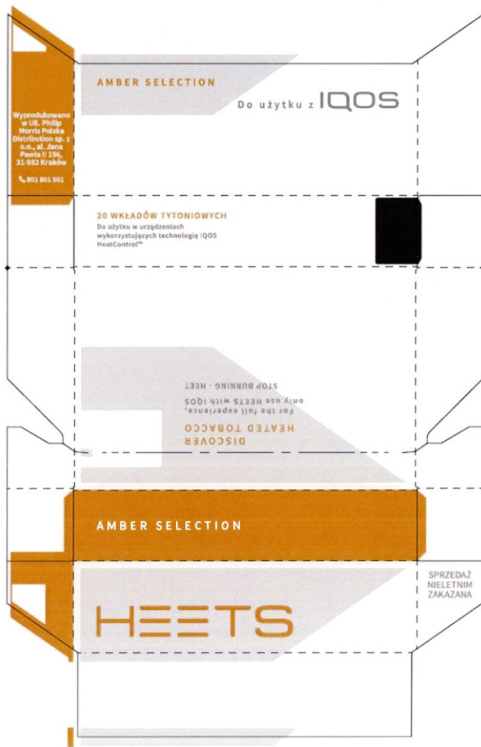 AMBER SELECTION
Do użytku z IQOS
Wyprodukowano
w UE. Philip
Morris Polska
Distribution sp. z
o.o., al. Jana
Pawła II 196,
31-982 Kraków
801 801 501
20 WKŁADÓW TYTONIOWYCH
Do użytku w urządzeniach
wykorzystujących technologię IQOS
HeatControl™
DISCOVER
HEATED TOBACCO
For the full experience,
only use HEETS with IQOS
STOP BURNING - HEET
AMBER SELECTION
HEETS
SPRZEDAŻ
NIELETNIM
ZAKAZANA